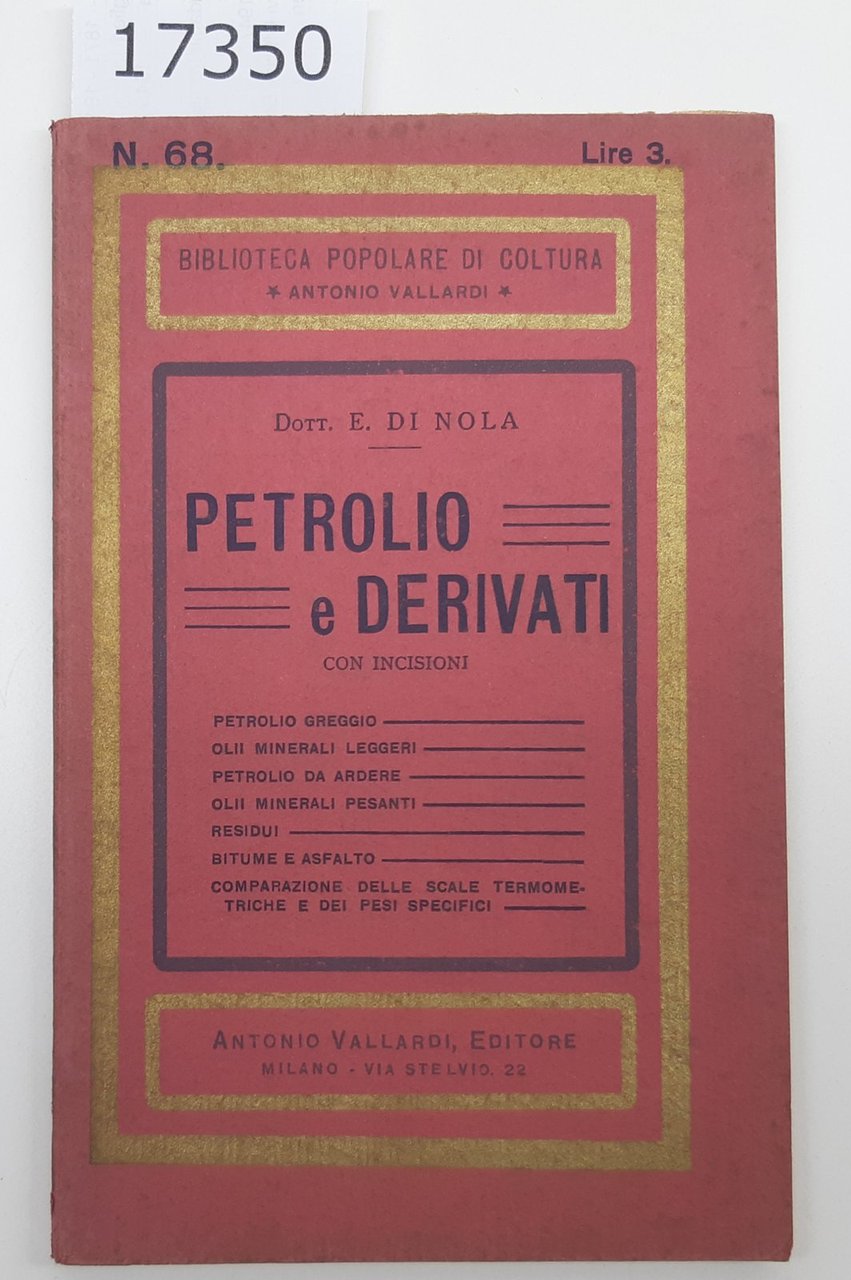 17350
N. 68.
Lire 3.
BIBLIOTECA POPOLARE DI COLTURA
★ ANTONIO VALLARDI ★
DOTT. E. DI NOLA
PETROLIO
e DERIVATI
CON INCISIONI
PETROLIO GREGGIO
OLII MINERALI LEGGERI
PETROLIO DA ARDERE
OLII MINERALI PESANTI
RESIDUI
BITUME E ASFALTO
COMPARAZIONE DELLE SCALE TERMOME-
TRICHE E DEI PESI SPECIFICI
ANTONIO VALLARDI, EDITORE
MILANO - VIA STELVIO. 22